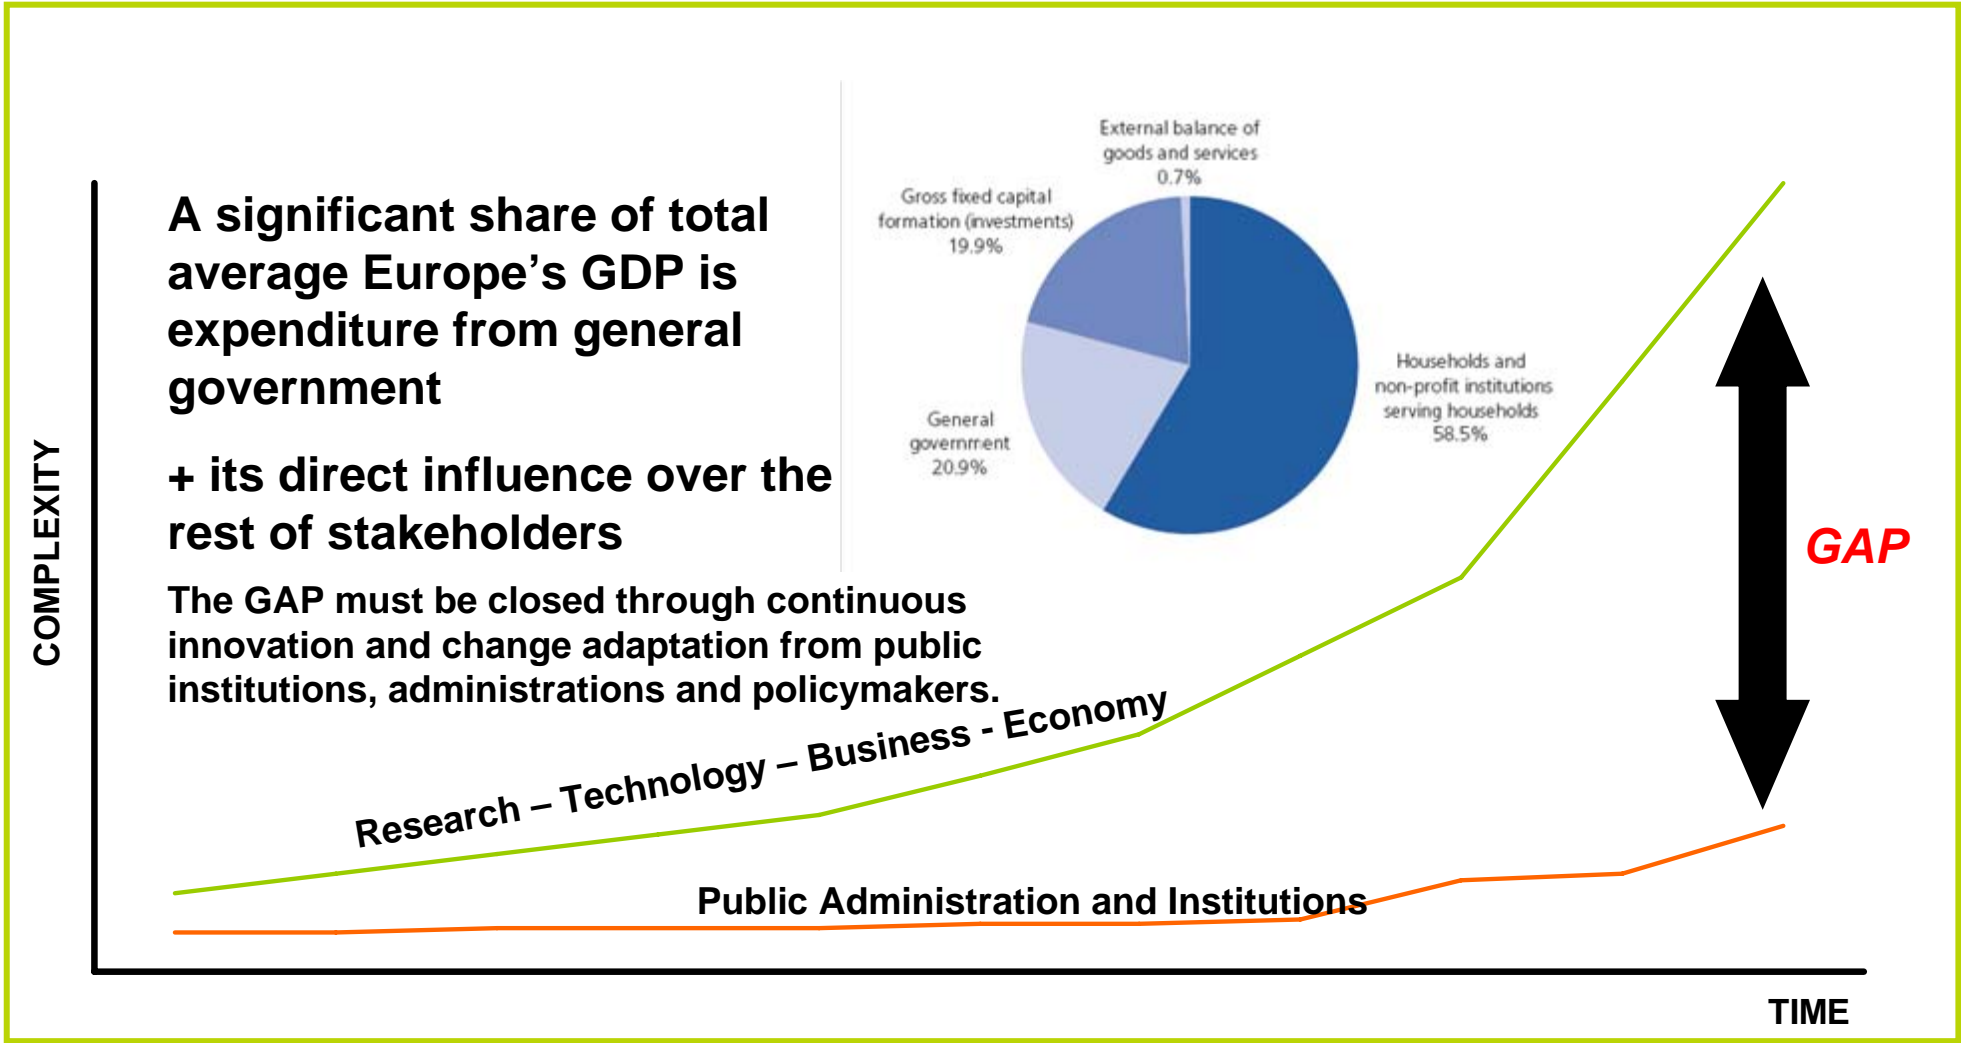 A significant share of total
average Europe’s GDP is
expenditure from general
government
+ its direct influence over the
rest of stakeholders
The GAP must be closed through continuous
innovation and change adaptation from public
institutions, administrations and policymakers.
External balance of
goods and services
0.7%
Gross fixed capital
formation (investments)
19.9%
General
government
20.9%
Households and
non-profit institutions
serving households
58.5%
GAP
COMPLEXITY
Research – Technology – Business - Economy
Public Administration and Institutions
TIME